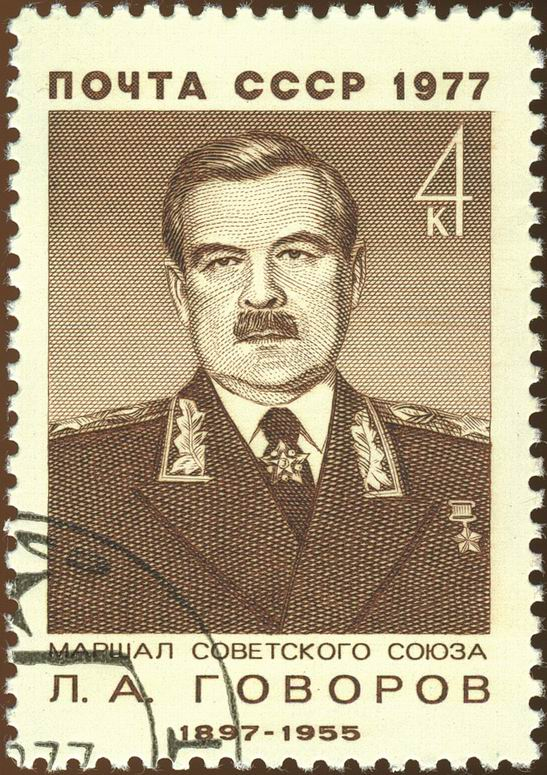 ПОЧТА СССР 1977
4
К
МАРШАЛ СОВЕТСКОГО СОЮЗА
Л. А. ГОВОРОВ
1897-1955